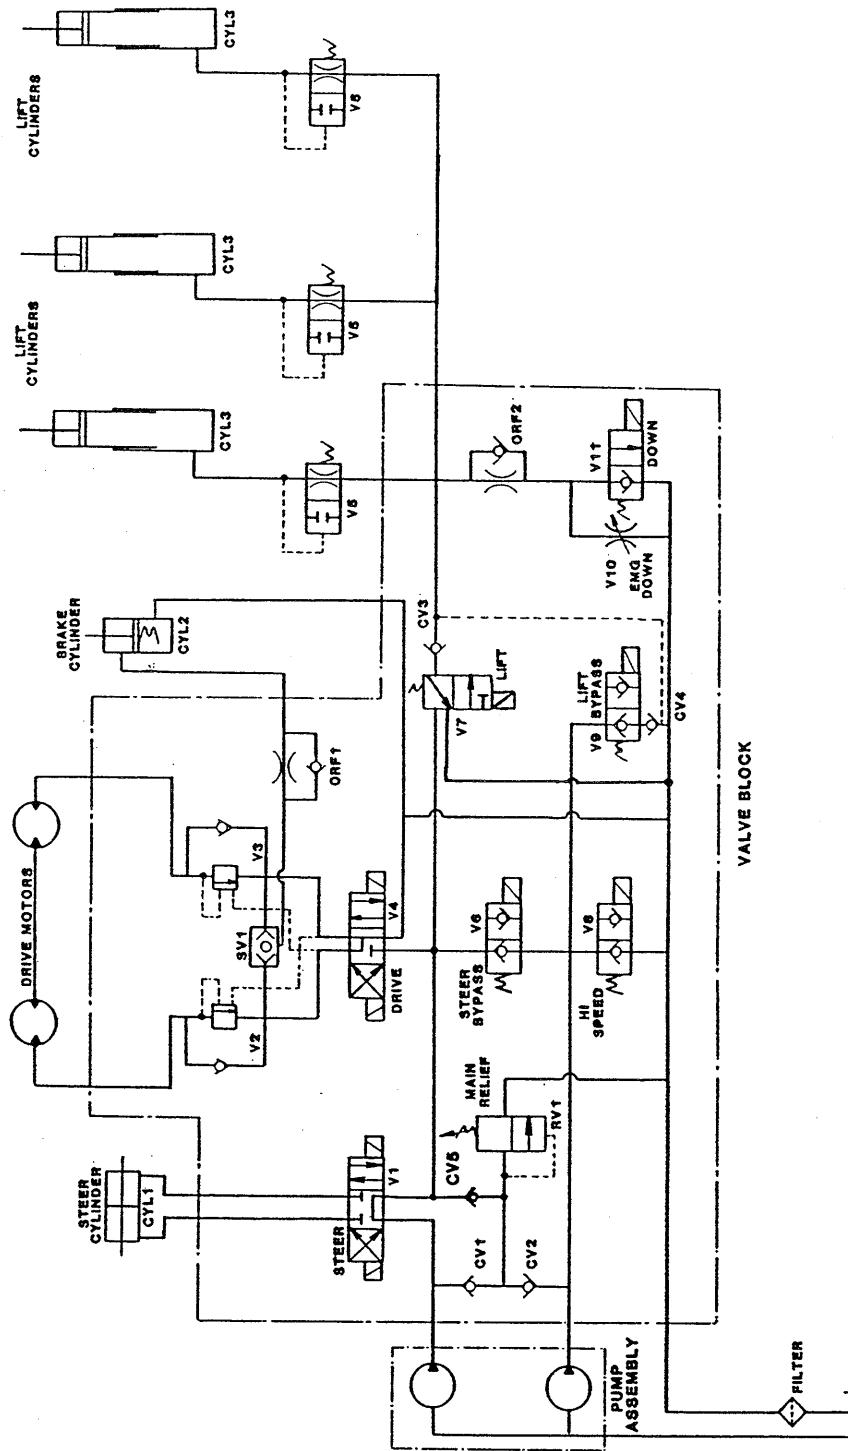 CYL3
LIFT
CYLINDERS
V5
CYL3
LIFT
CYLINDERS
V5
CYL3
V5
ORF2
V11
DOWN
V10
EMG
DOWN
BRAKE
CYLINDER
CYL2
CV3
LIFT
V7
LIFT
BYPASS
V9
CV4
ORF1
VALVE BLOCK
DRIVE MOTORS
V3
SV1
V2
V4
DRIVE
V6
STEER
BYPASS
V8
HI
SPEED
MAIN
RELIEF
RV1
CV5
STEER
CYLINDER
CYL1
V1
STEER
CV1
CV2
PUMP
ASSEMBLY
FILTER